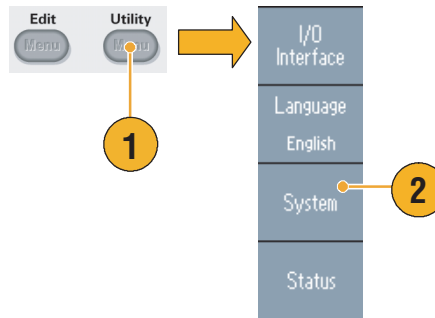 Edit Utility
Menu Menu
1
I/O
Interface
Language
English
System
2
Status